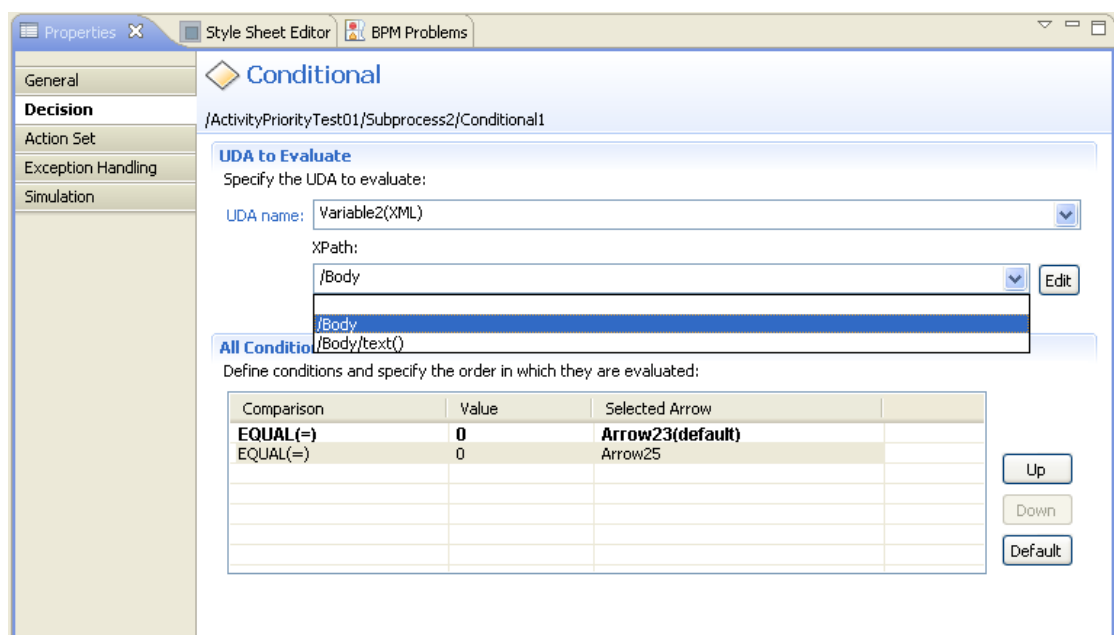 Properties Style Sheet Editor BPM Problems
General
Decision
Action Set
Exception Handling
Simulation
Conditional
/ActivityPriorityTest01/Subprocess2/Conditional1
UDA to Evaluate
Specify the UDA to evaluate:
UDA name: Variable2(XML)
XPath:
/Body Edit
/Body
/Body/text()
All Conditio
Define conditions and specify the order in which they are evaluated:
Comparison Value Selected Arrow
EQUAL(=) 0 Arrow23(default)
EQUAL(=) 0 Arrow25
Up
Down
Default